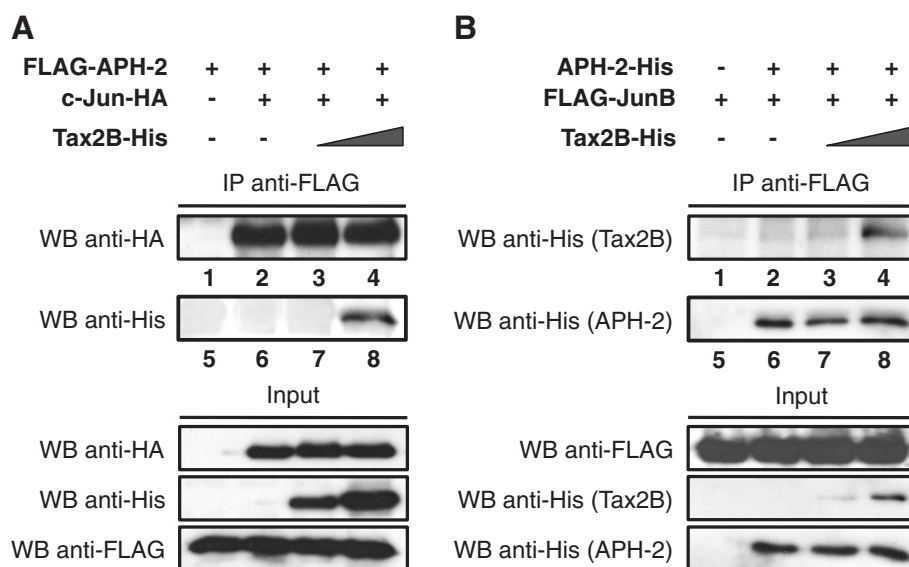 A
FLAG-APH-2 + + + +
c-Jun-HA - + + +
Tax2B-His - -
IP anti-FLAG
WB anti-HA
1 2 3 4
WB anti-His
5 6 7 8
Input
WB anti-HA
WB anti-His
WB anti-FLAG
B
APH-2-His - + + +
FLAG-JunB + + + +
Tax2B-His - -
IP anti-FLAG
WB anti-His (Tax2B)
1 2 3 4
WB anti-His (APH-2)
5 6 7 8
Input
WB anti-FLAG
WB anti-His (Tax2B)
WB anti-His (APH-2)